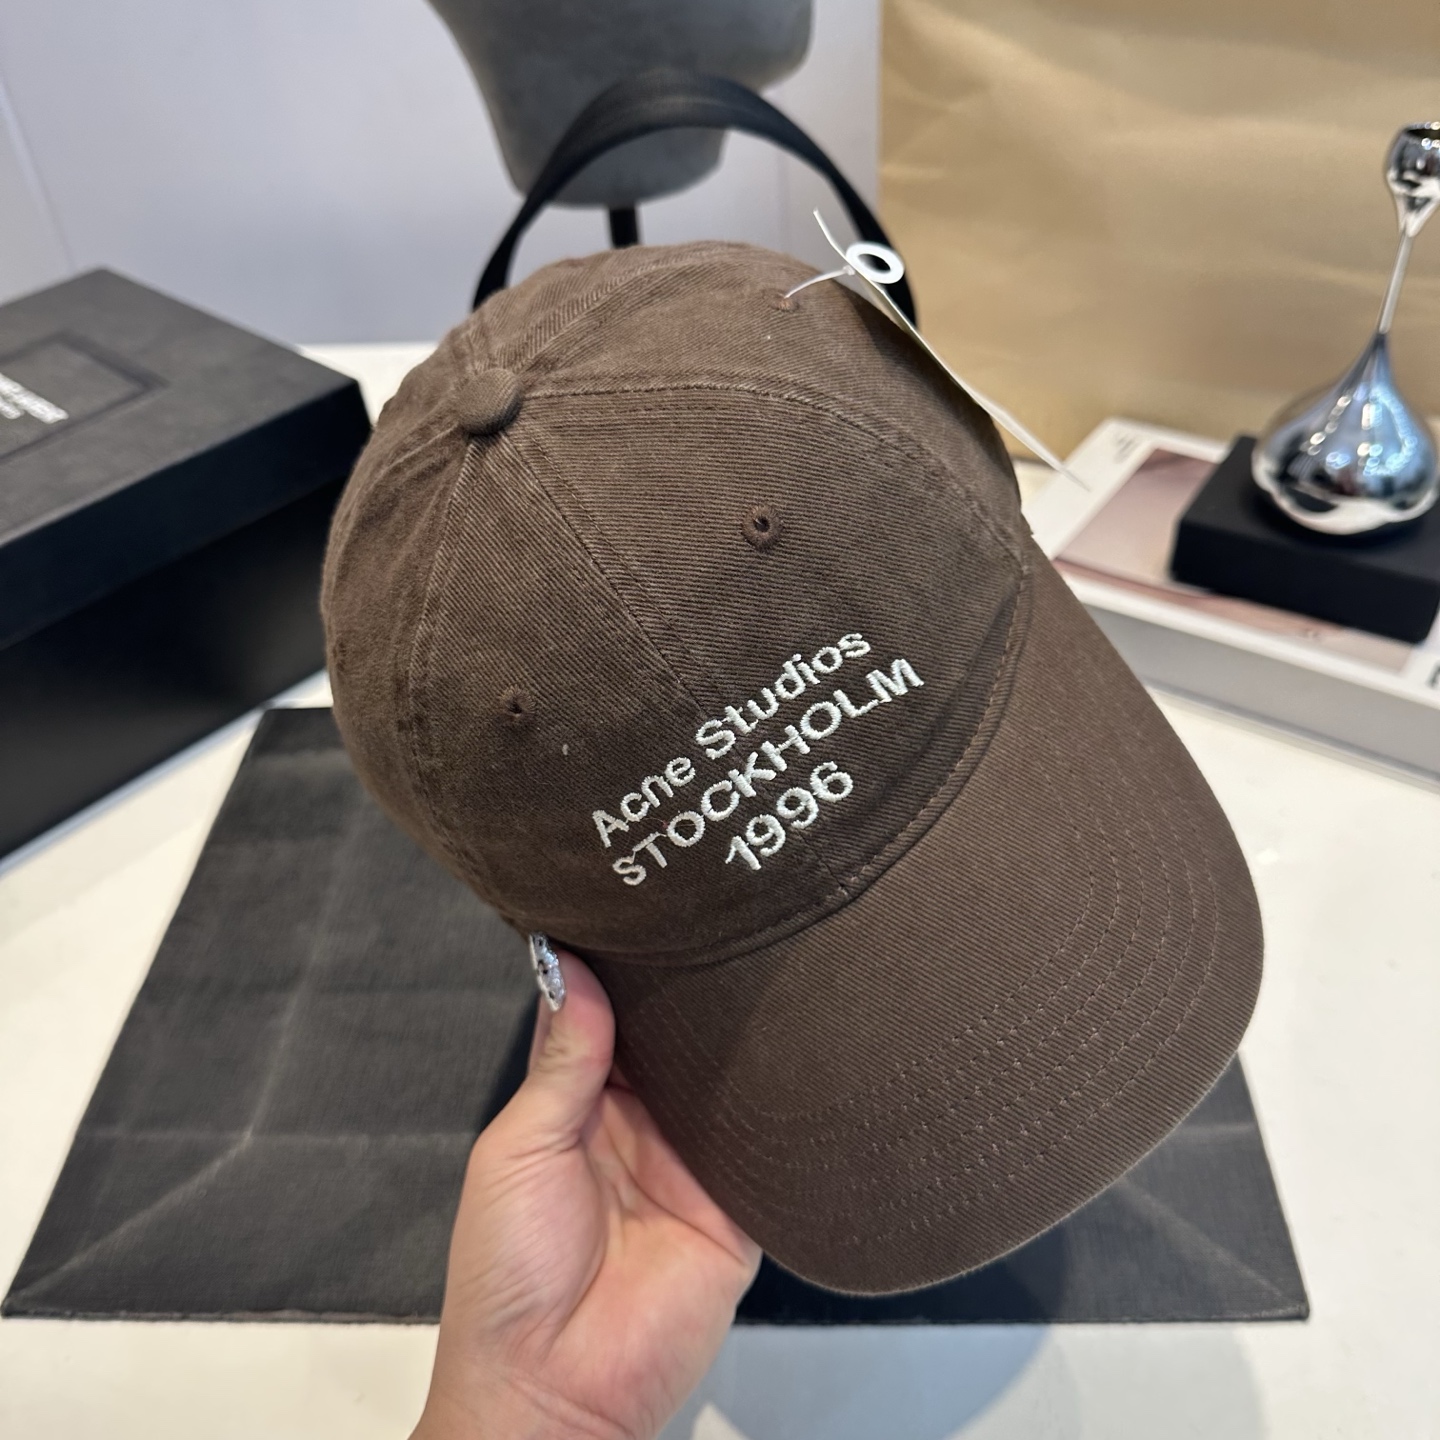 Acne Studios
STOCKHOLM
1996